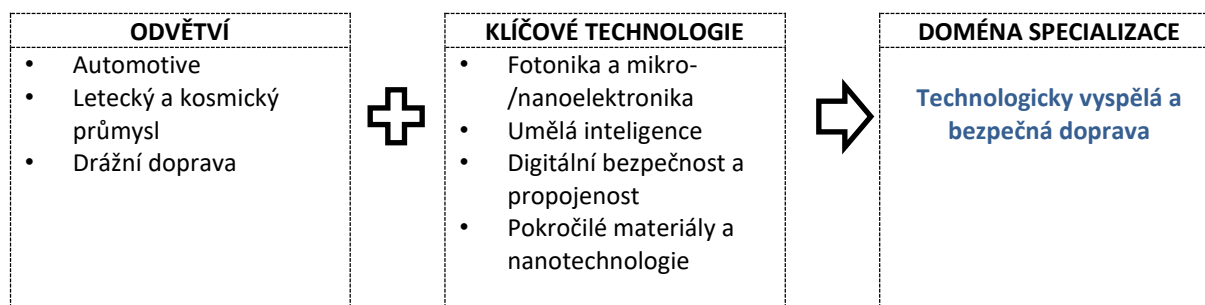 ODVĚTVÍ
• Automotive
• Letecký a kosmický
průmysl
• Drážní doprava
KLÍČOVÉ TECHNOLOGIE
• Fotonika a mikro-
/nanoelektronika
• Umělá inteligence
• Digitální bezpečnost a
propojenost
• Pokročilé materiály a
nanotechnologie
DOMÉNA SPECIALIZACE
Technologicky vyspělá a
bezpečná doprava